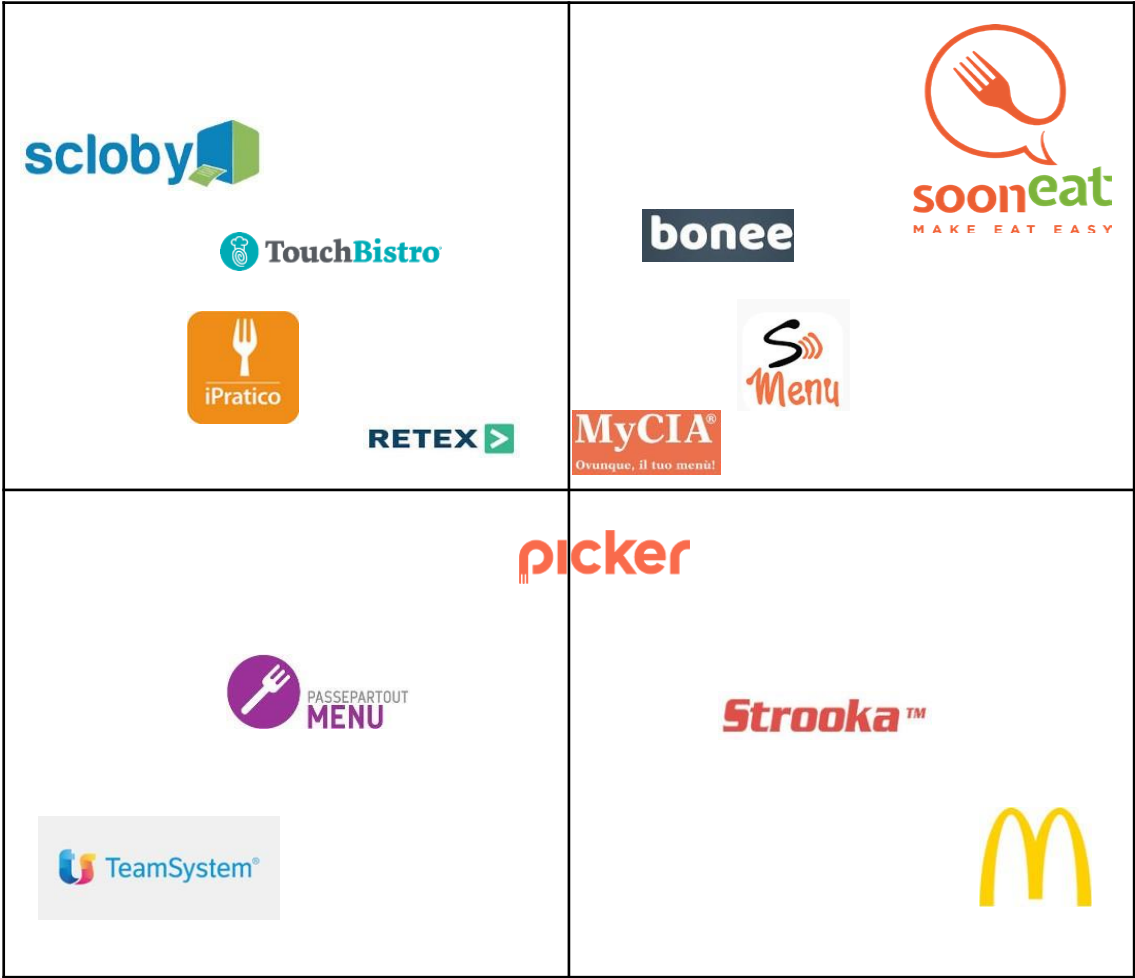 scloby
TouchBistro
iPratico
RETEX
sooneat
MAKE EAT EASY
bonee
S
Menu
MyCIA®
Ovunque, il tuo menù!
picker
PASSEPARTOUT
MENU
TeamSystem®
Strooka™
M